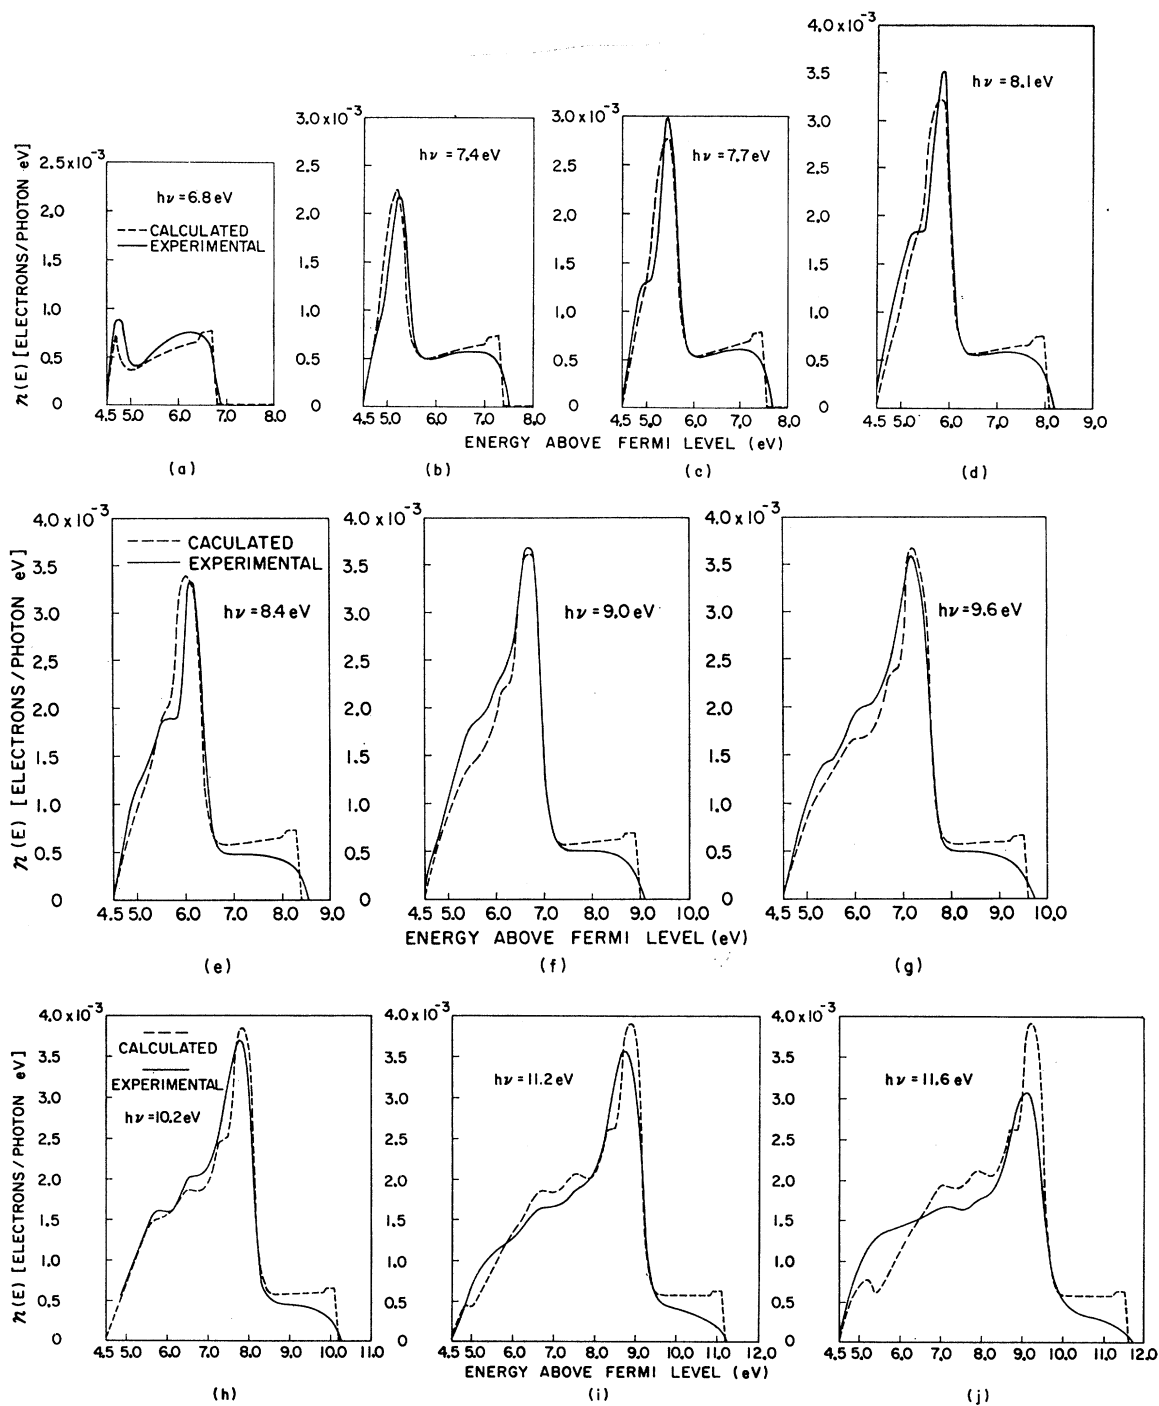 4.0x10⁻³
3.5
3.0
2.5
2.0
1.5
1.0
0.5
0
hν = 8.1 eV
4.5 5.0 6.0 7.0 8.0 9.0
3.0x10⁻³
2.5
2.0
1.5
1.0
0.5
0
hν = 7.4 eV
4.5 5.0 6.0 7.0 8.0
3.0x10⁻³
2.5
2.0
1.5
1.0
0.5
0
hν = 7.7 eV
4.5 5.0 6.0 7.0 8.0
n(E) [ELECTRONS/PHOTON eV]
2.5x10⁻³
2.0
1.5
1.0
0.5
0
hν = 6.8 eV
CALCULATED
EXPERIMENTAL
4.5 5.0 6.0 7.0 8.0
ENERGY ABOVE FERMI LEVEL (eV)
(a) (b) (c) (d)
n(E) [ELECTRONS/PHOTON eV]
4.0x10⁻³
3.5
3.0
2.5
2.0
1.5
1.0
0.5
0
CACULATED
EXPERIMENTAL
hν = 8.4 eV
4.5 5.0 6.0 7.0 8.0 9.0
4.0x10⁻³
3.5
3.0
2.5
2.0
1.5
1.0
0.5
0
hν = 9.0 eV
4.5 5.0 6.0 7.0 8.0 9.0 10.0
4.0x10⁻³
3.5
3.0
2.5
2.0
1.5
1.0
0.5
0
hν = 9.6 eV
4.5 5.0 6.0 7.0 8.0 9.0 10.0
ENERGY ABOVE FERMI LEVEL (eV)
(e) (f) (g)
n(E) [ELECTRONS/PHOTON eV]
4.0x10⁻³
3.5
3.0
2.5
2.0
1.5
1.0
0.5
0
CALCULATED
EXPERIMENTAL
hν = 10.2 eV
4.5 5.0 6.0 7.0 8.0 9.0 10.0 11.0
4.0x10⁻³
3.5
3.0
2.5
2.0
1.5
1.0
0.5
0
hν = 11.2 eV
4.5 5.0 6.0 7.0 8.0 9.0 10.0 11.0 12.0
4.0x10⁻³
3.5
3.0
2.5
2.0
1.5
1.0
0.5
0
hν = 11.6 eV
4.5 5.0 6.0 7.0 8.0 9.0 10.0 11.0 12.0
ENERGY ABOVE FERMI LEVEL (eV)
(h) (i) (j)